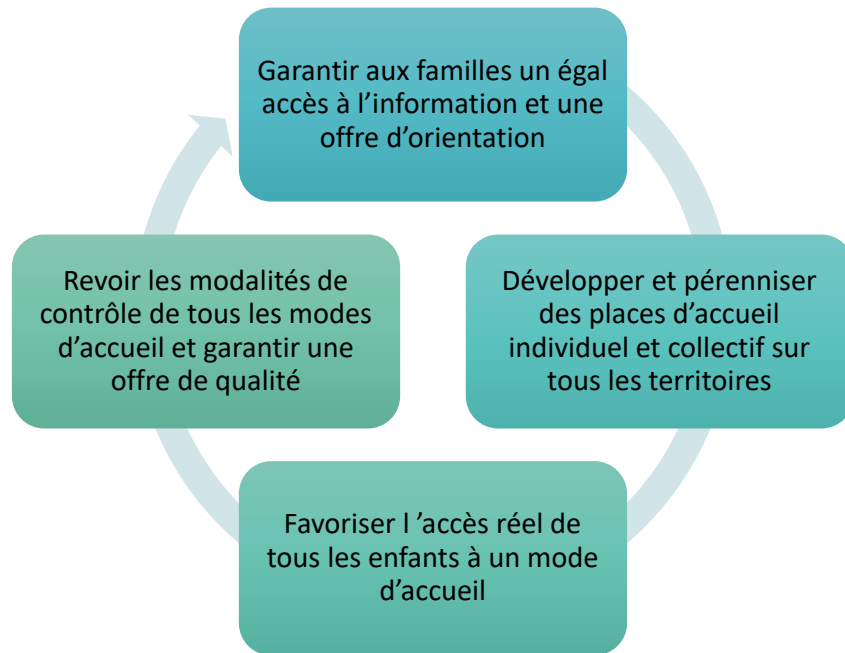 Garantir aux familles un égal
accès à l’information et une
offre d’orientation
Développer et pérenniser
des places d’accueil
individuel et collectif sur
tous les territoires
Favoriser l ’accès réel de
tous les enfants à un mode
d’accueil
Revoir les modalités de
contrôle de tous les modes
d’accueil et garantir une
offre de qualité